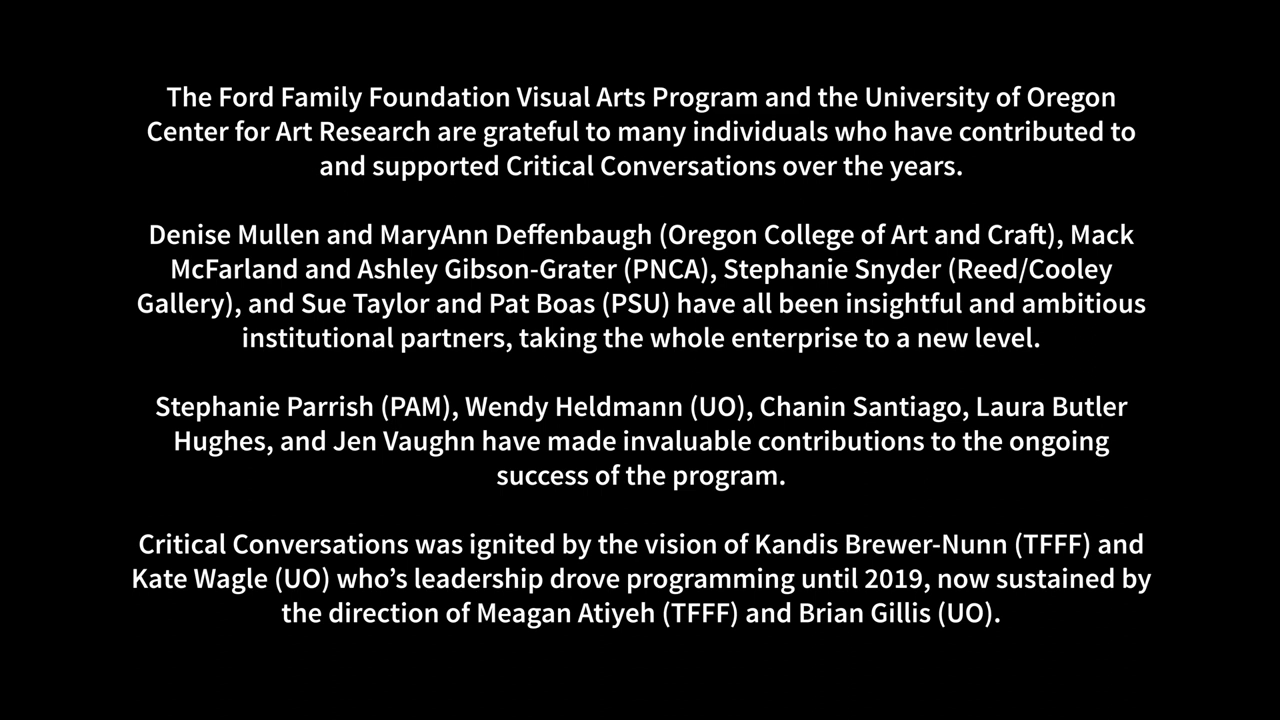 The Ford Family Foundation Visual Arts Program and the University of Oregon
Center for Art Research are grateful to many individuals who have contributed to
and supported Critical Conversations over the years.
Denise Mullen and MaryAnn Deffenbaugh (Oregon College of Art and Craft), Mack
McFarland and Ashley Gibson-Grater (PNCA), Stephanie Snyder (Reed/Cooley
Gallery), and Sue Taylor and Pat Boas (PSU) have all been insightful and ambitious
institutional partners, taking the whole enterprise to a new level.
Stephanie Parrish (PAM), Wendy Heldmann (UO), Chanin Santiago, Laura Butler
Hughes, and Jen Vaughn have made invaluable contributions to the ongoing
success of the program.
Critical Conversations was ignited by the vision of Kandis Brewer-Nunn (TFFF) and
Kate Wagle (UO) who’s leadership drove programming until 2019, now sustained by
the direction of Meagan Atiyeh (TFFF) and Brian Gillis (UO).